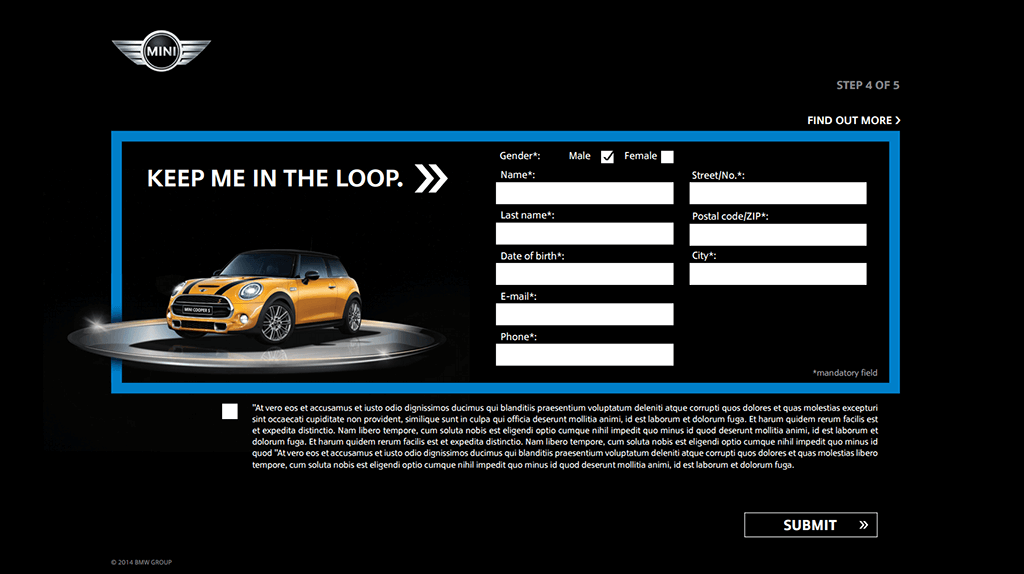 MINI
STEP 4 OF 5
FIND OUT MORE
KEEP ME IN THE LOOP.
Gender*: Male Female
Name*:
Street/No.*:
Last name*:
Postal code/ZIP*:
Date of birth*:
City*:
E-mail*:
Phone*:
MINI COOPER S
*mandatory field
"At vero eos et accusamus et iusto odio dignissimos ducimus qui blanditiis praesentium voluptatum deleniti atque corrupti quos dolores et quas molestias excepturi
sint occaecati cupiditate non provident, similique sunt in culpa qui officia deserunt mollitia animi, id est laborum et dolorum fuga. Et harum quidem rerum facilis est
et expedita distinctio. Nam libero tempore, cum soluta nobis est eligendi optio cumque nihil impedit quo minus id quod deserunt mollitia animi, id est laborum et
dolorum fuga. Et harum quidem rerum facilis est et expedita distinctio. Nam libero tempore, cum soluta nobis est eligendi optio cumque nihil impedit quo minus id
quod "At vero eos et accusamus et iusto odio dignissimos ducimus qui blanditiis praesentium voluptatum deleniti atque corrupti quos dolores et quas molestias libero
tempore, cum soluta nobis est eligendi optio cumque nihil impedit quo minus id quod deserunt mollitia animi, id est laborum et dolorum fuga.
SUBMIT
© 2014 BMW GROUP